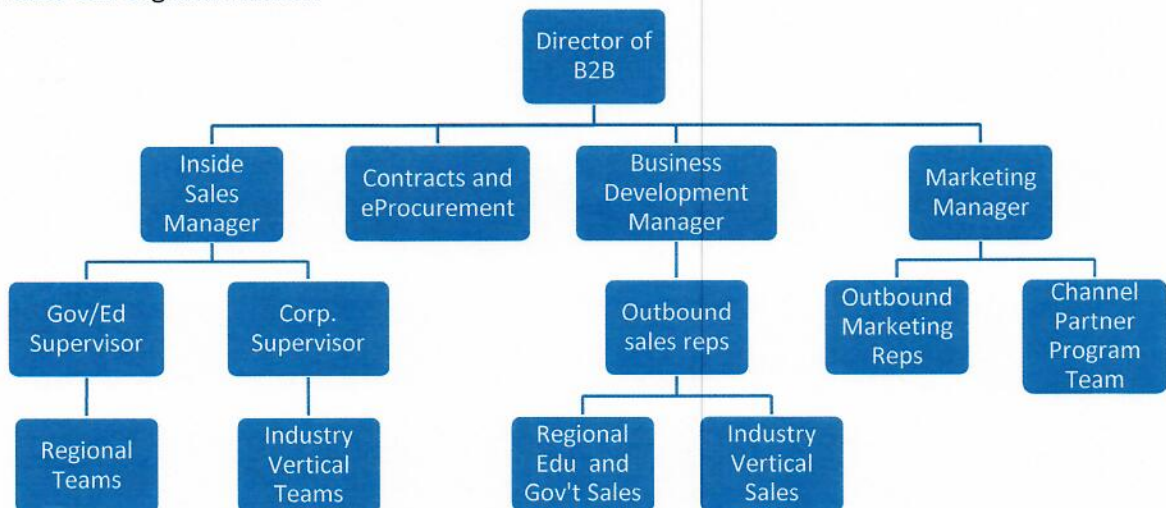 Director of
B2B
Inside
Sales
Manager
Contracts and
eProcurement
Business
Development
Manager
Marketing
Manager
Gov/Ed
Supervisor
Corp.
Supervisor
Outbound
sales reps
Outbound
Marketing
Reps
Channel
Partner
Program
Team
Regional
Teams
Industry
Vertical
Teams
Regional
Edu and
Gov't Sales
Industry
Vertical
Sales